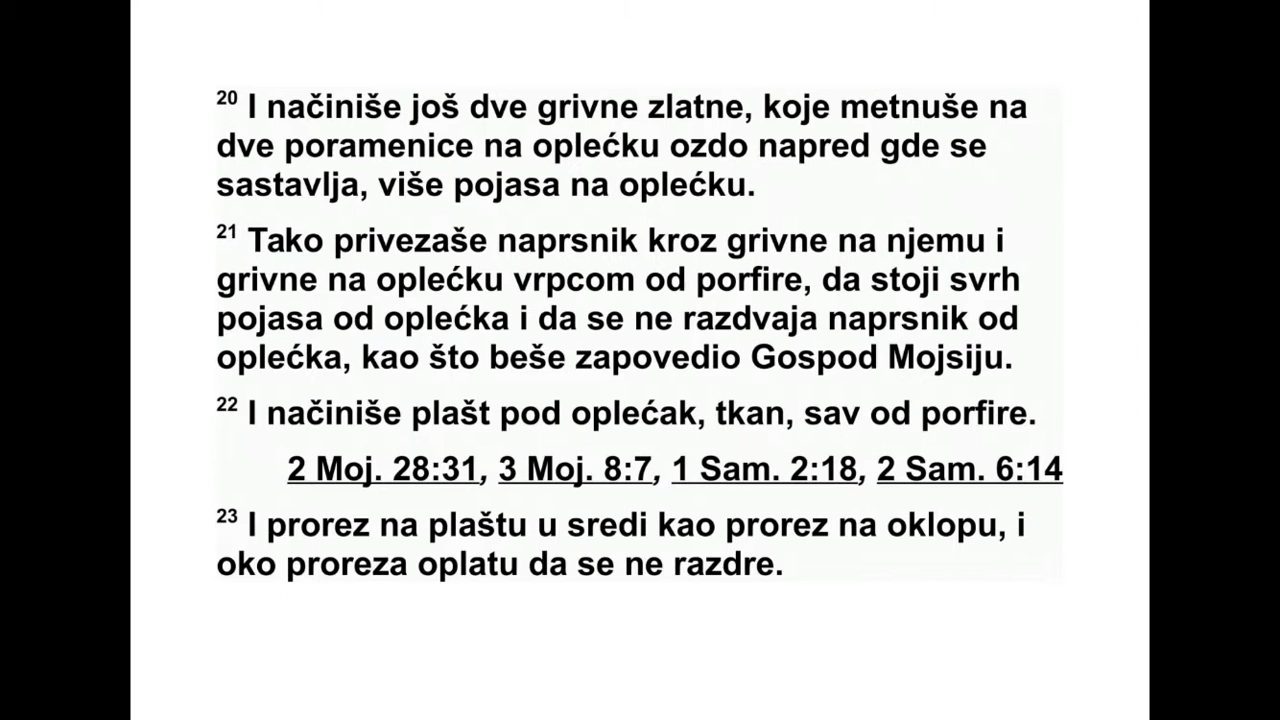 20 I načiniše još dve grivne zlatne, koje metnuše na
dve poramenice na oplećku ozdo napred gde se
sastavlja, više pojasa na oplećku.
21 Tako privezaše naprsnik kroz grivne na njemu i
grivne na oplećku vrpcom od porfire, da stoji svrh
pojasa od oplećka i da se ne razdvaja naprsnik od
oplećka, kao što beše zapovedio Gospod Mojsiju.
22 I načiniše plašt pod oplećak, tkan, sav od porfire.
2 Moj. 28:31, 3 Moj. 8:7, 1 Sam. 2:18, 2 Sam. 6:14
23 I prorez na plaštu u sredi kao prorez na oklopu, i
oko proreza oplatu da se ne razdre.